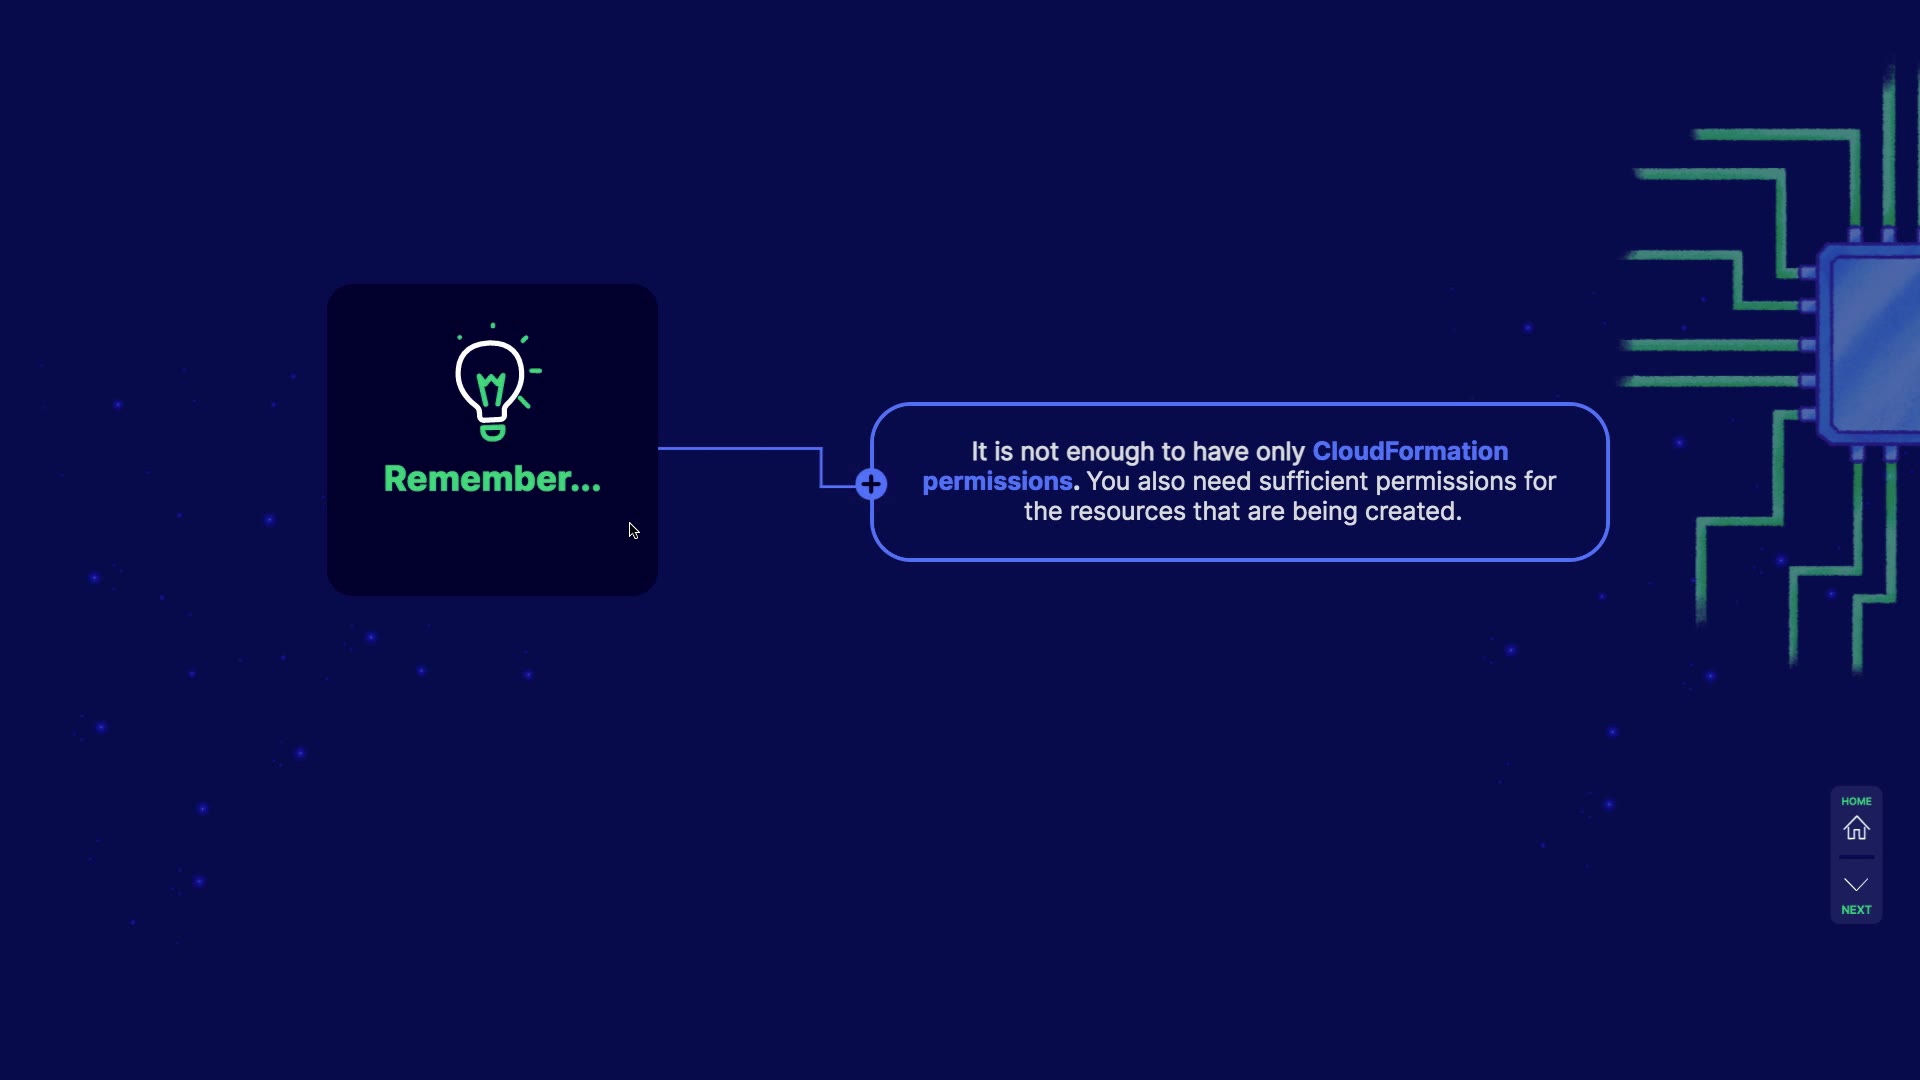 Remember...
It is not enough to have only CloudFormation
permissions. You also need sufficient permissions for
the resources that are being created.
HOME
NEXT